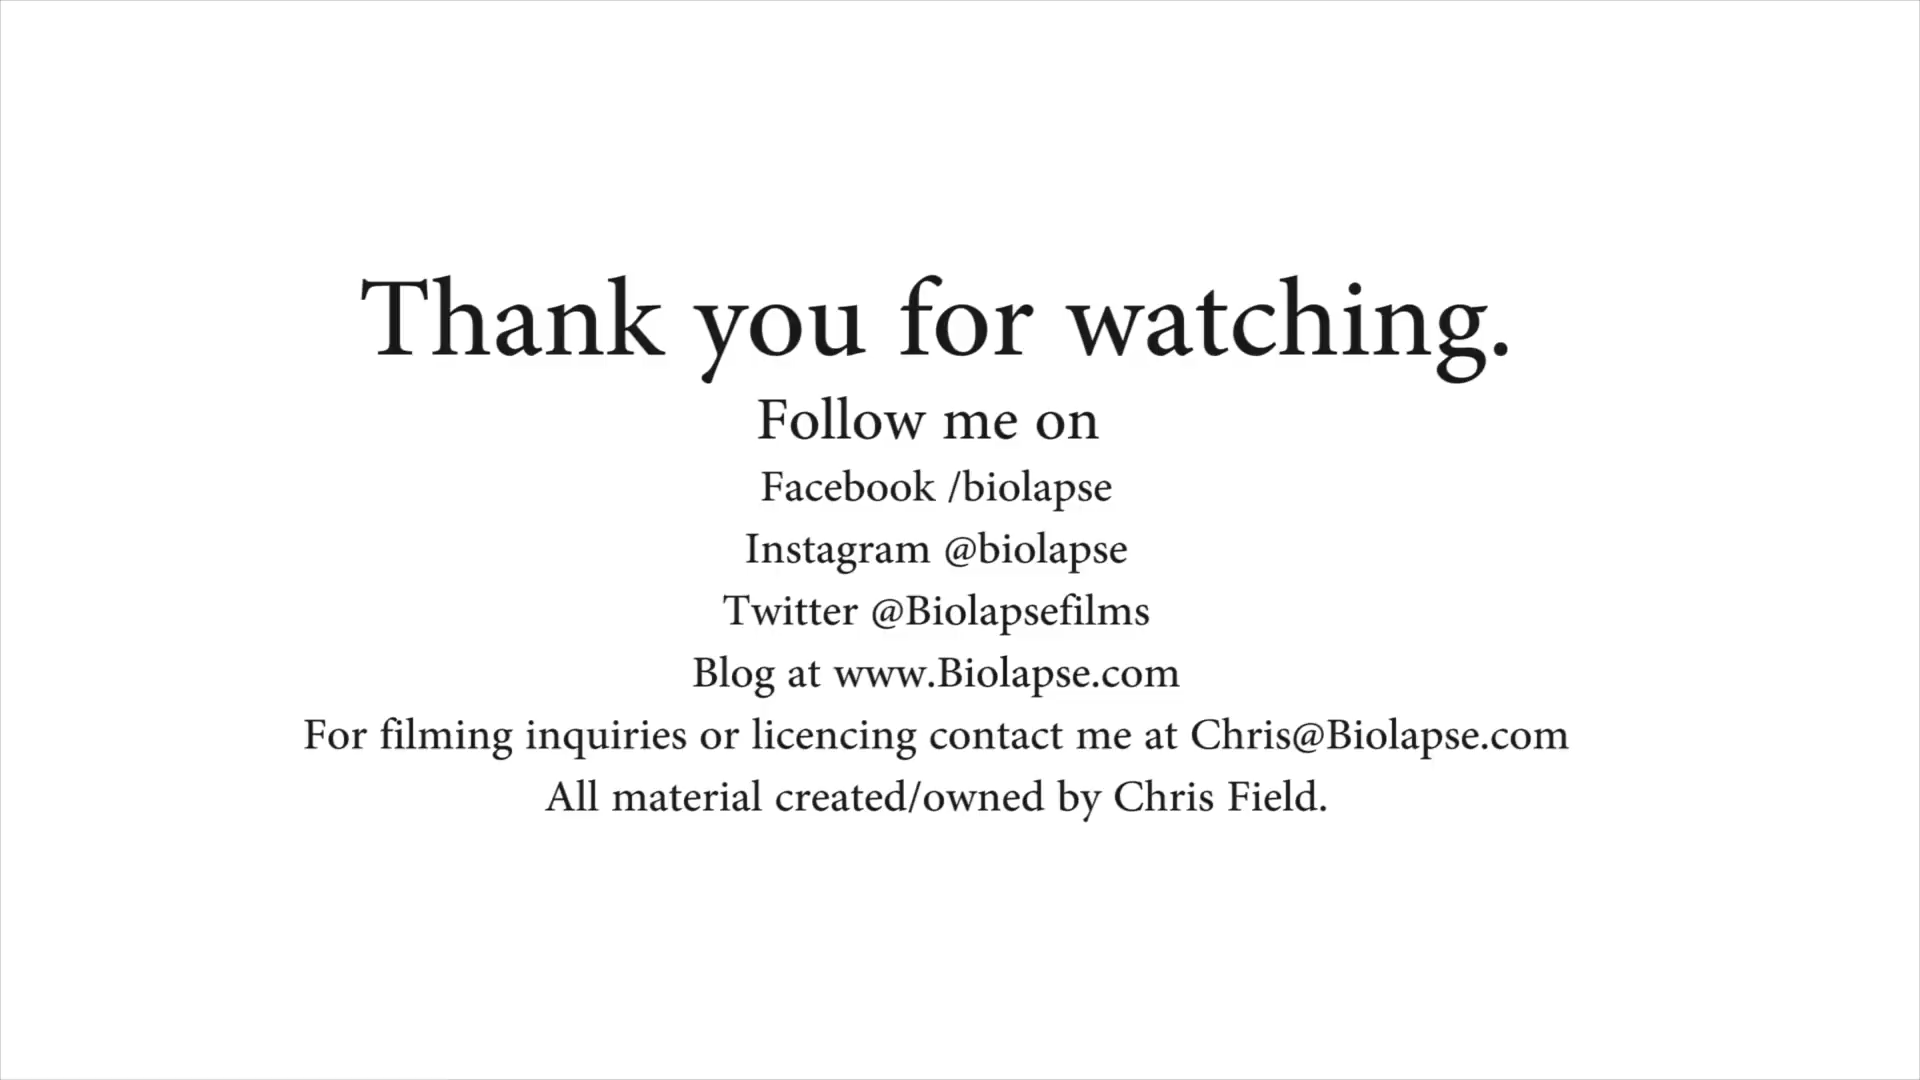 Thank you for watching.
Follow me on
Facebook /biolapse
Instagram @biolapse
Twitter @Biolapsefilms
Blog at www.Biolapse.com
For filming inquiries or licencing contact me at Chris@Biolapse.com
All material created/owned by Chris Field.